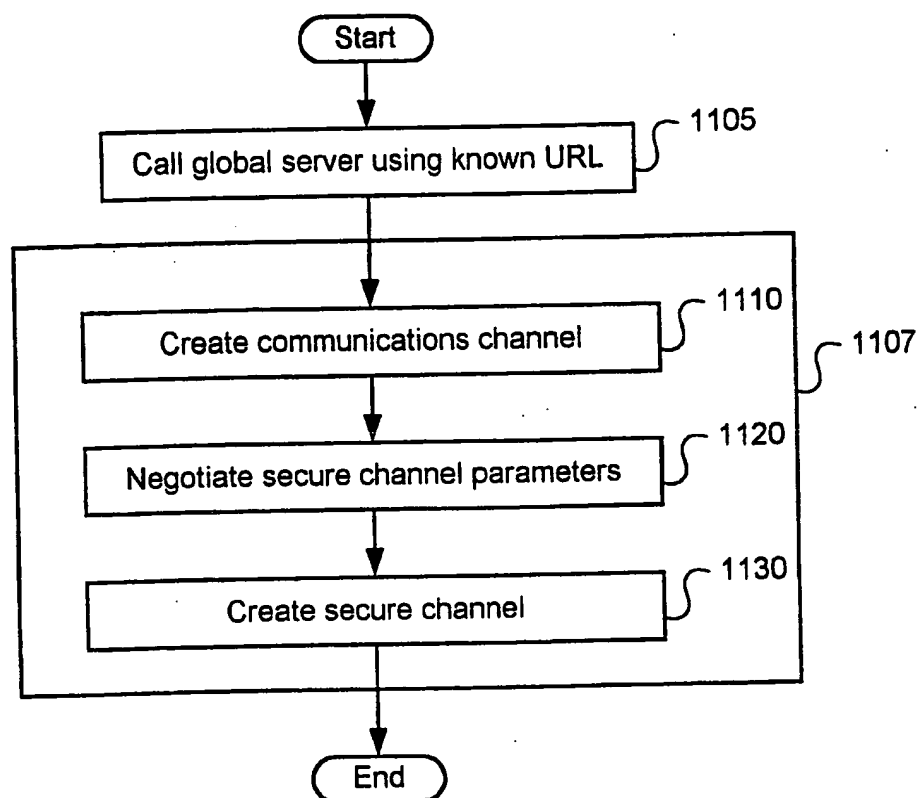 Start
Call global server using known URL
1105
Create communications channel
1110
1107
Negotiate secure channel parameters
1120
Create secure channel
1130
End